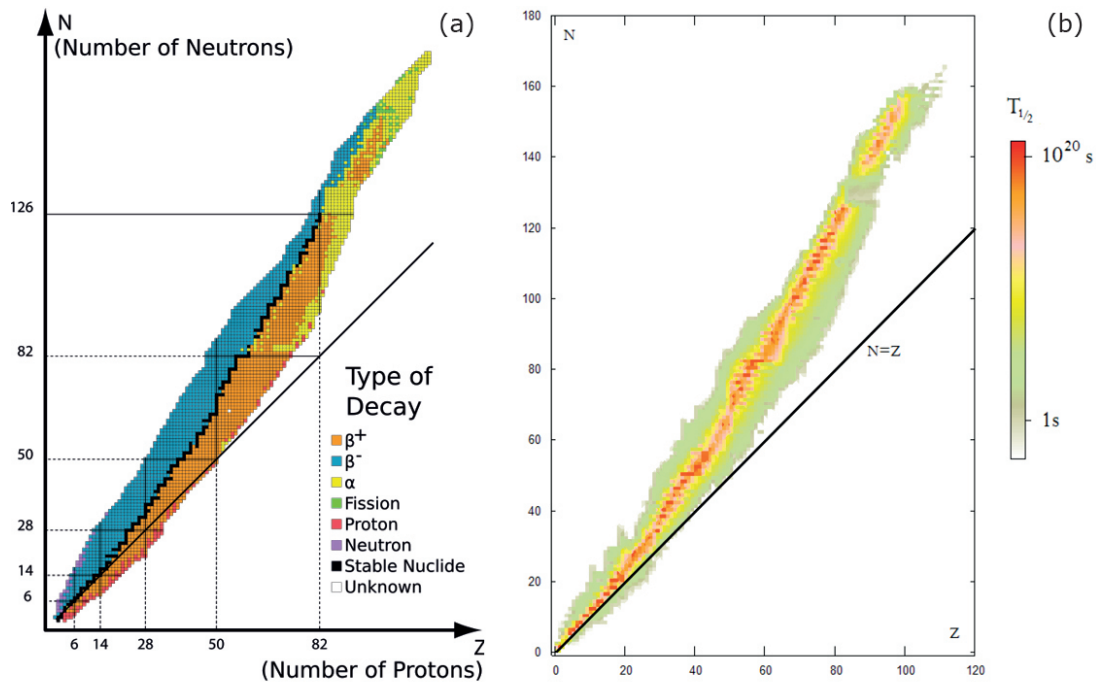 N
(Number of Neutrons)
(a)
126
82
50
28
14
6
6 14 28 50 82
Z
(Number of Protons)
Type of
Decay
β+
β-
α
Fission
Proton
Neutron
Stable Nuclide
Unknown
(b)
N
180
160
140
120
100
80
60
40
20
0
0 20 40 60 80 100 120
Z
N=Z
T1/2
10^20 s
1s